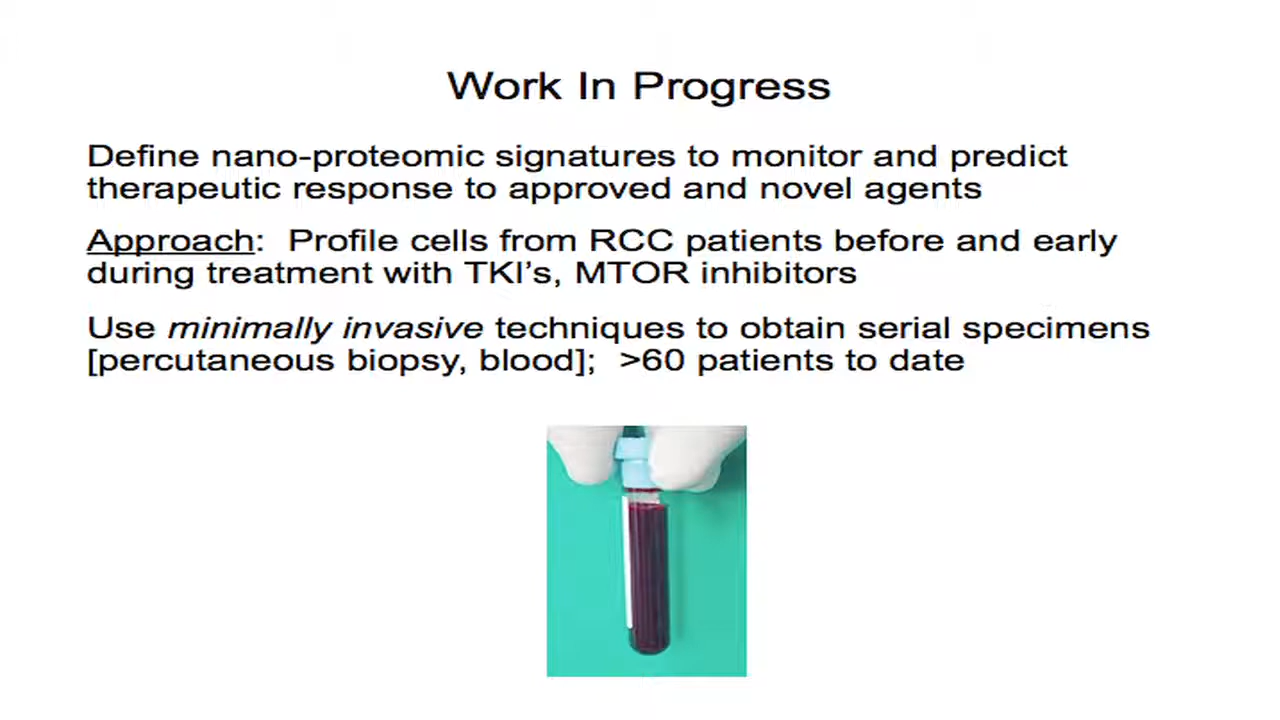 Work In Progress
Define nano-proteomic signatures to monitor and predict
therapeutic response to approved and novel agents
Approach: Profile cells from RCC patients before and early
during treatment with TKI's, MTOR inhibitors
Use minimally invasive techniques to obtain serial specimens
[percutaneous biopsy, blood]; >60 patients to date